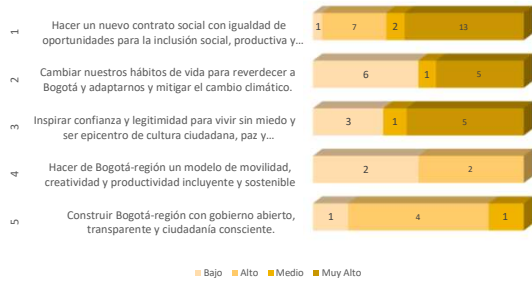 1
Hacer un nuevo contrato social con igualdad de
oportunidades para la inclusión social, productiva y…
1 7 2 13
2
Cambiar nuestros hábitos de vida para reverdecer a
Bogotá y adaptarnos y mitigar el cambio climático.
6 1 5
3
Inspirar confianza y legitimidad para vivir sin miedo y
ser epicentro de cultura ciudadana, paz y…
3 1 5
4
Hacer de Bogotá-región un modelo de movilidad,
creatividad y productividad incluyente y sostenible
2 2
5
Construir Bogotá-región con gobierno abierto,
transparente y ciudadanía consciente.
1 4 1
Bajo Alto Medio Muy Alto